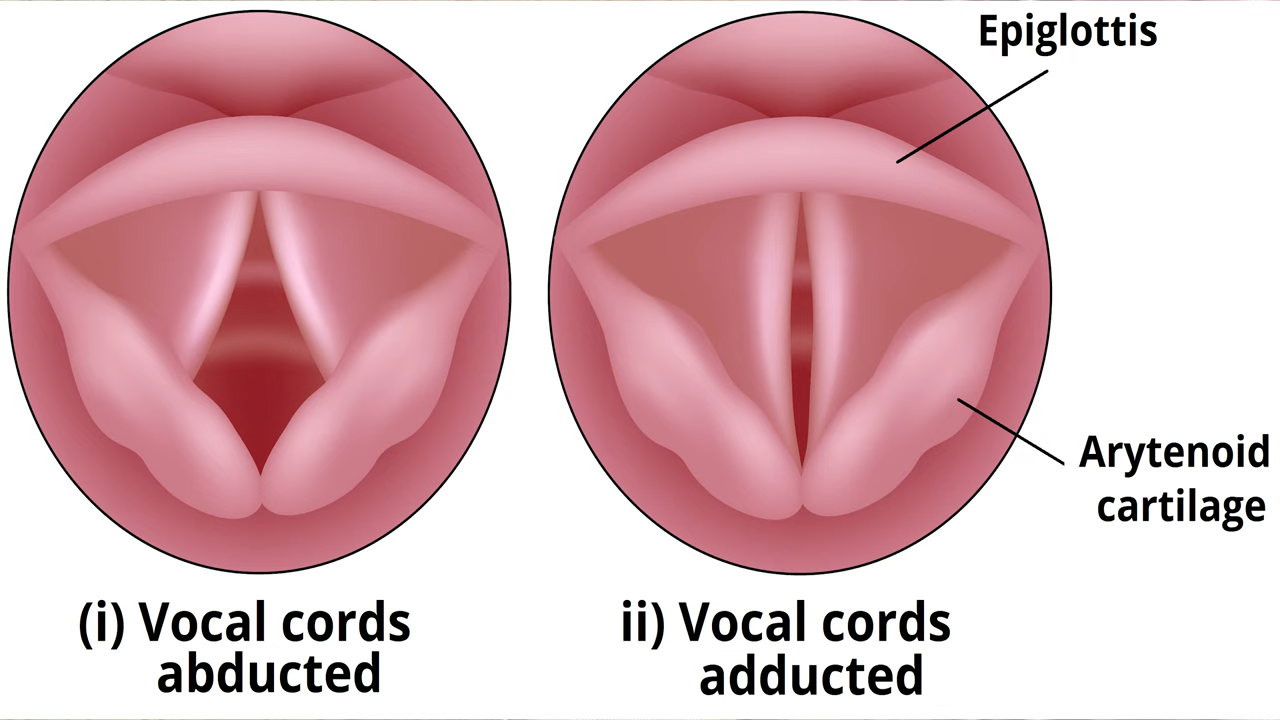 Epiglottis
Arytenoid
cartilage
(i) Vocal cords
abducted
ii) Vocal cords
adducted